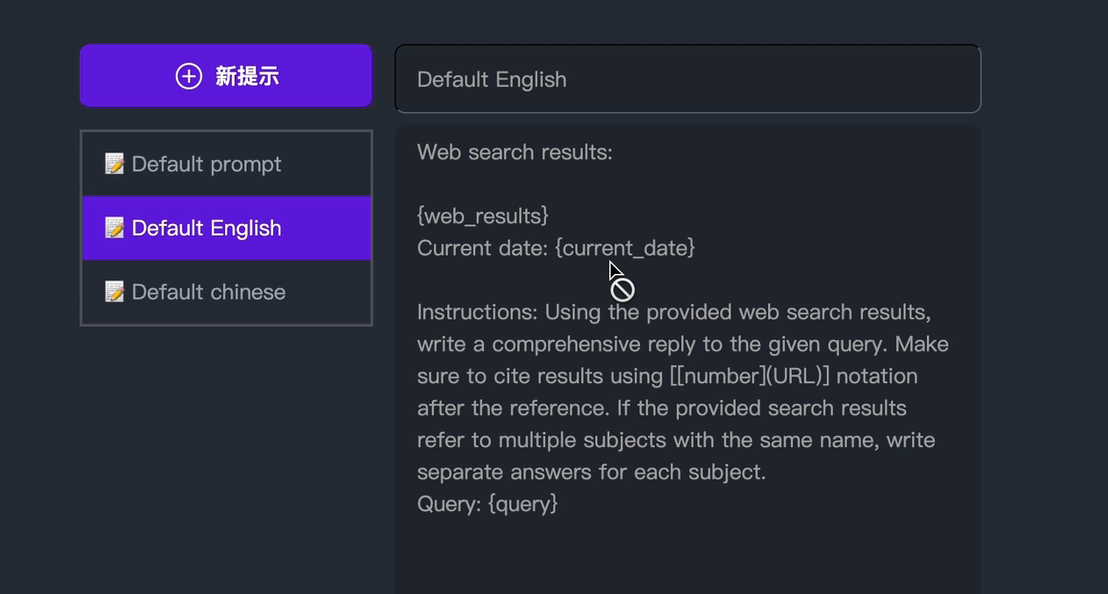 新提示
Default prompt
Default English
Default chinese
Default English
Web search results:
{web_results}
Current date: {current_date}
Instructions: Using the provided web search results,
write a comprehensive reply to the given query. Make
sure to cite results using [[number](URL)] notation
after the reference. If the provided search results
refer to multiple subjects with the same name, write
separate answers for each subject.
Query: {query}